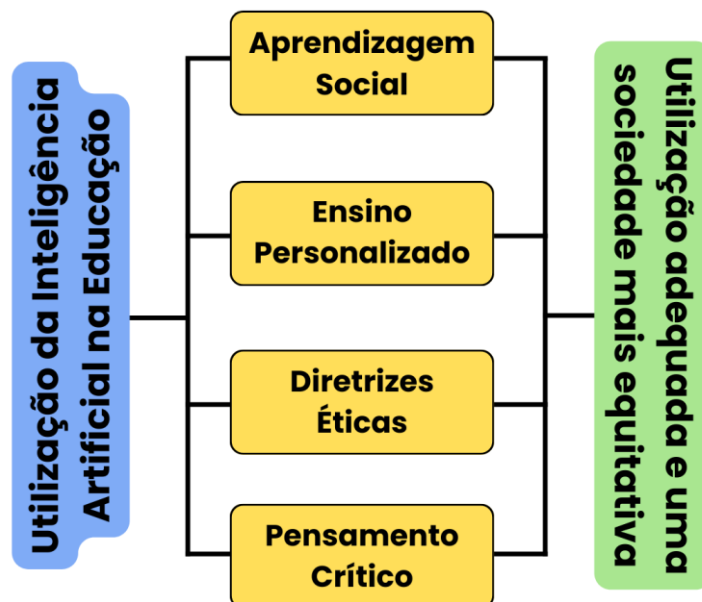 Utilização da Inteligência
Artificial na Educação
Aprendizagem
Social
Ensino
Personalizado
Diretrizes
Éticas
Pensamento
Crítico
Utilização adequada e uma
sociedade mais equitativa